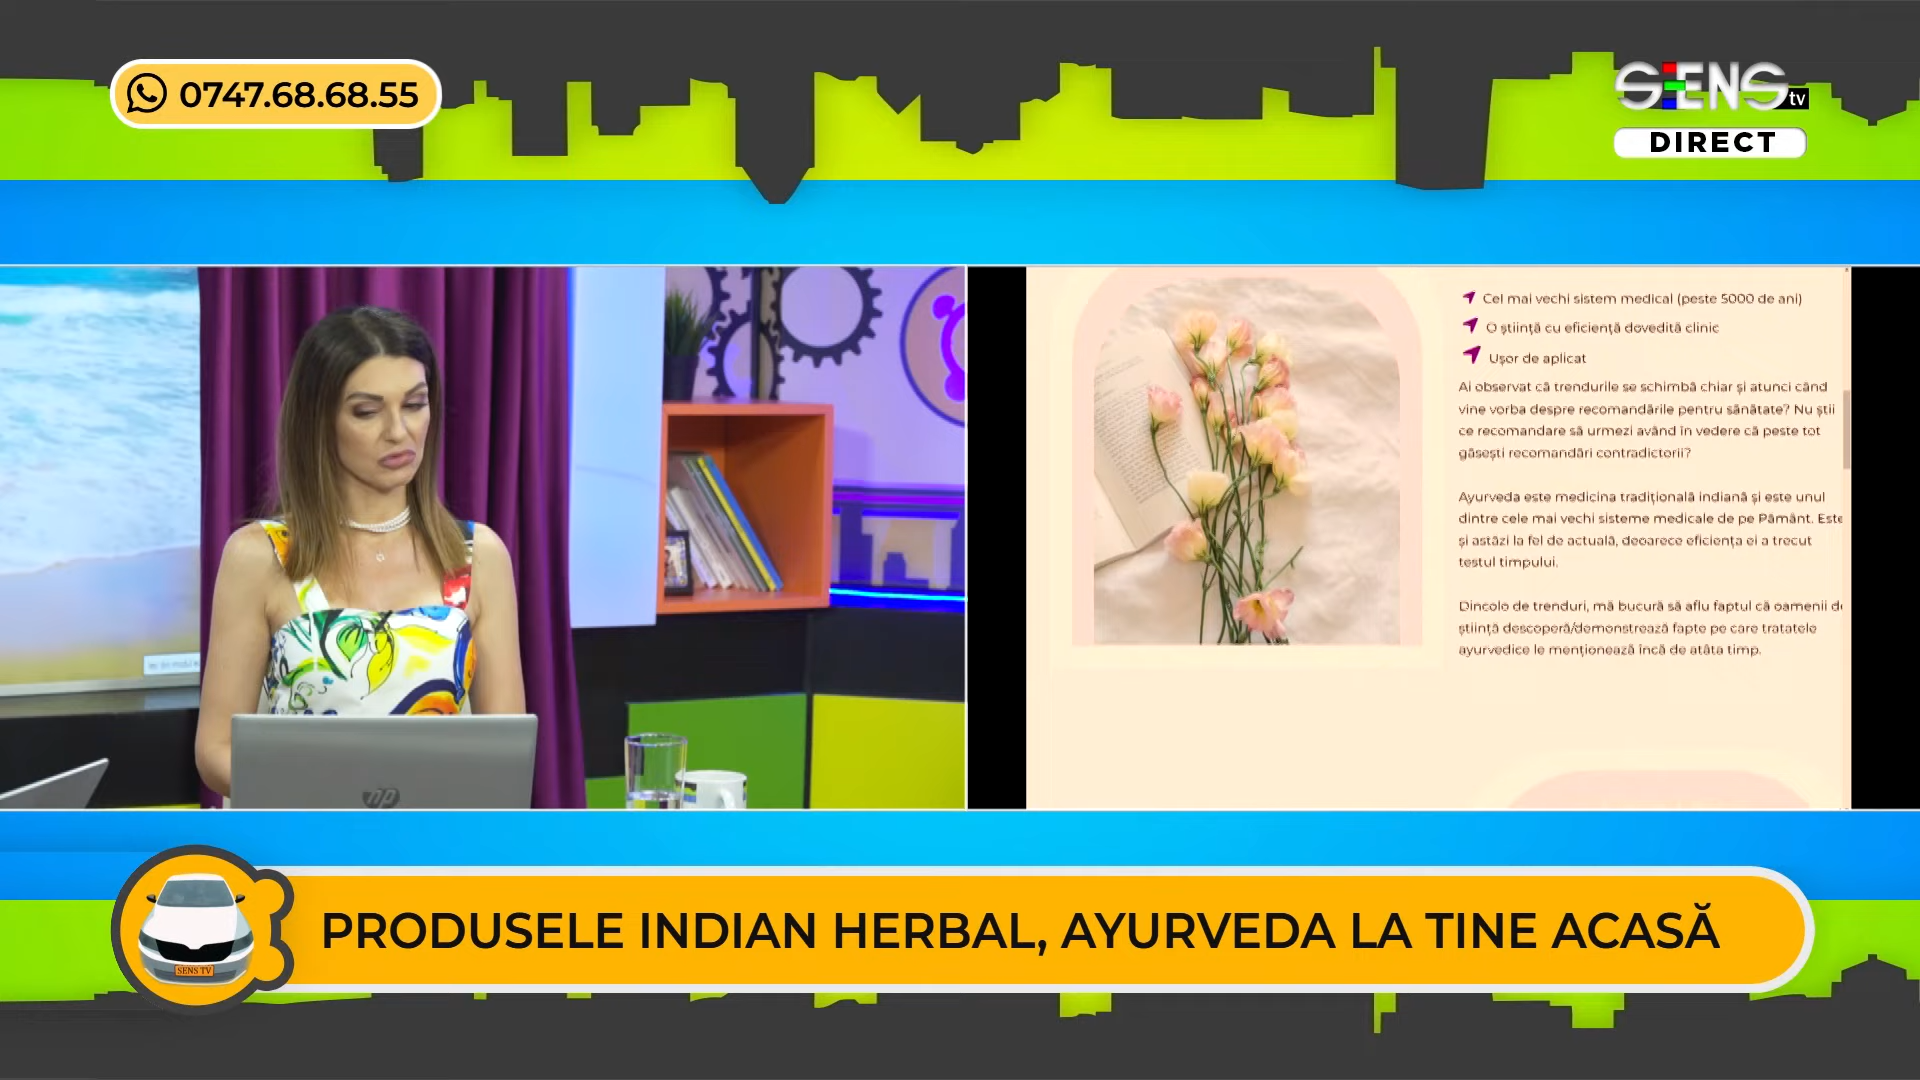 0747.68.68.55
SENS tv
DIRECT
Cel mai vechi sistem medical (peste 5000 de ani)
O știință cu eficiență dovedită clinic
Ușor de aplicat
Ai observat că trendurile se schimbă chiar și atunci când
vine vorba despre recomandările pentru sănătate? Nu știi
ce recomandare să urmezi având în vedere că peste tot
găsești recomandări contradictorii?
Ayurveda este medicina tradițională indiană și este unul
dintre cele mai vechi sisteme medicale de pe Pământ. Este
și astăzi la fel de actuală, deoarece eficiența ei a trecut
testul timpului.
Dincolo de trenduri, mă bucură să aflu faptul că oamenii de
știință descoperă/demonstrează fapte pe care tratatele
ayurvedice le menționează încă de atâta timp.
hp
SENS TV
PRODUSELE INDIAN HERBAL, AYURVEDA LA TINE ACASĂ